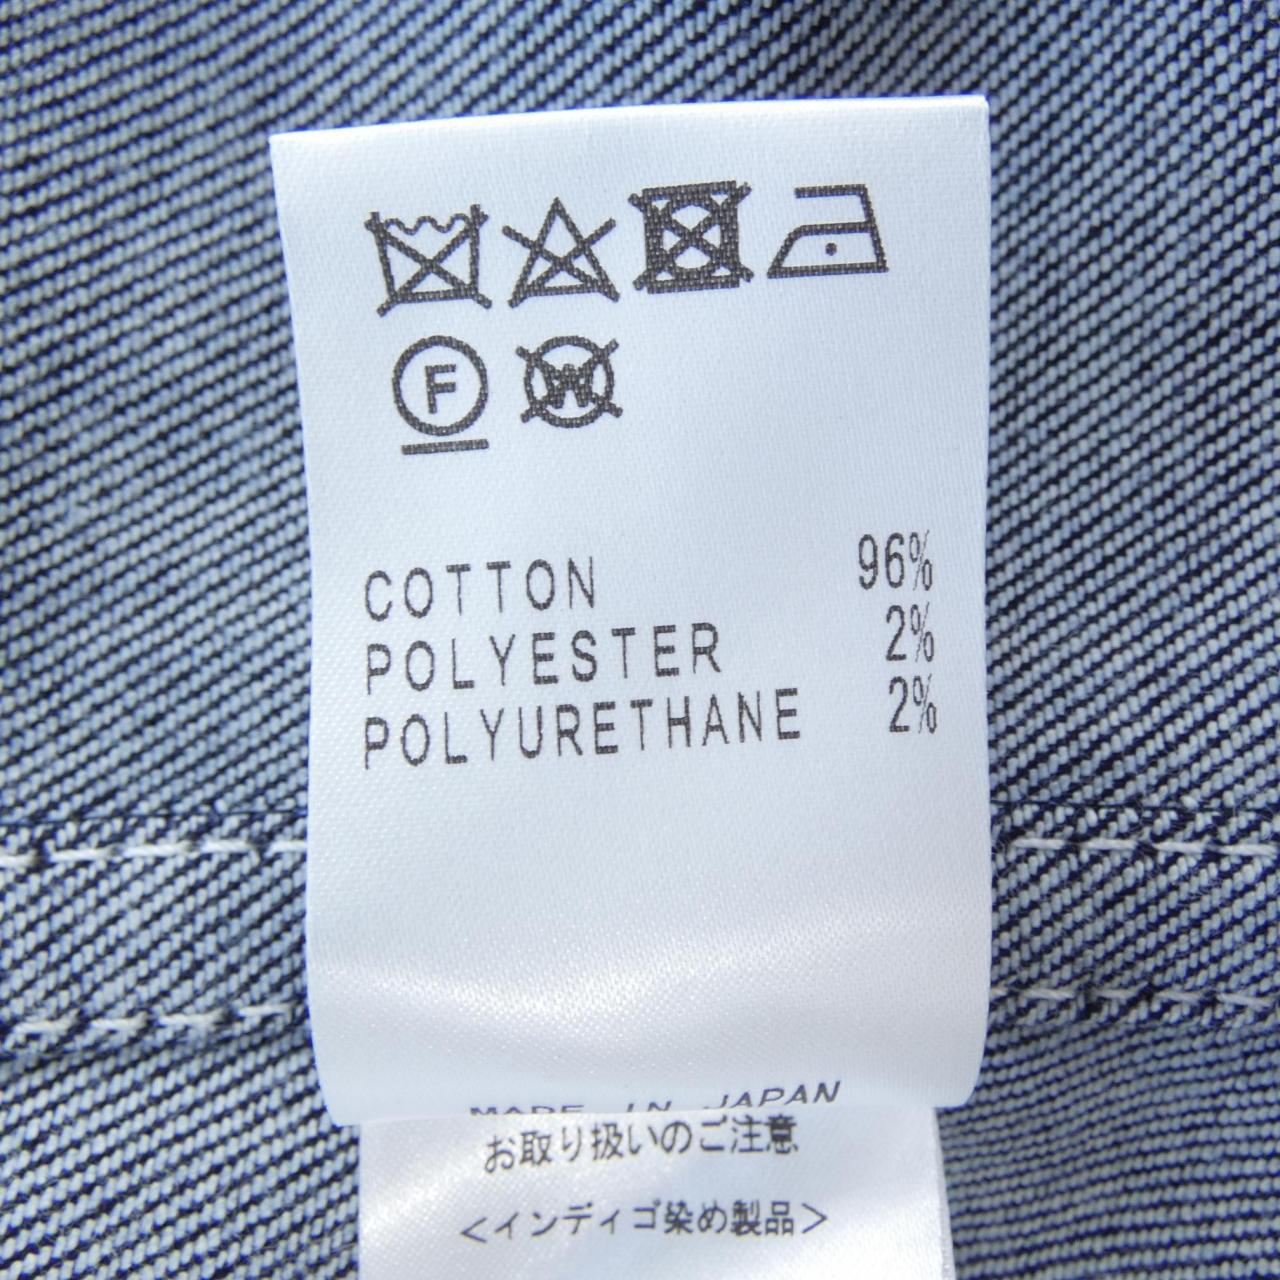 F W
COTTON 96%
POLYESTER 2%
POLYURETHANE 2%
MADE IN JAPAN
お取り扱いのご注意
<インディゴ染め製品>